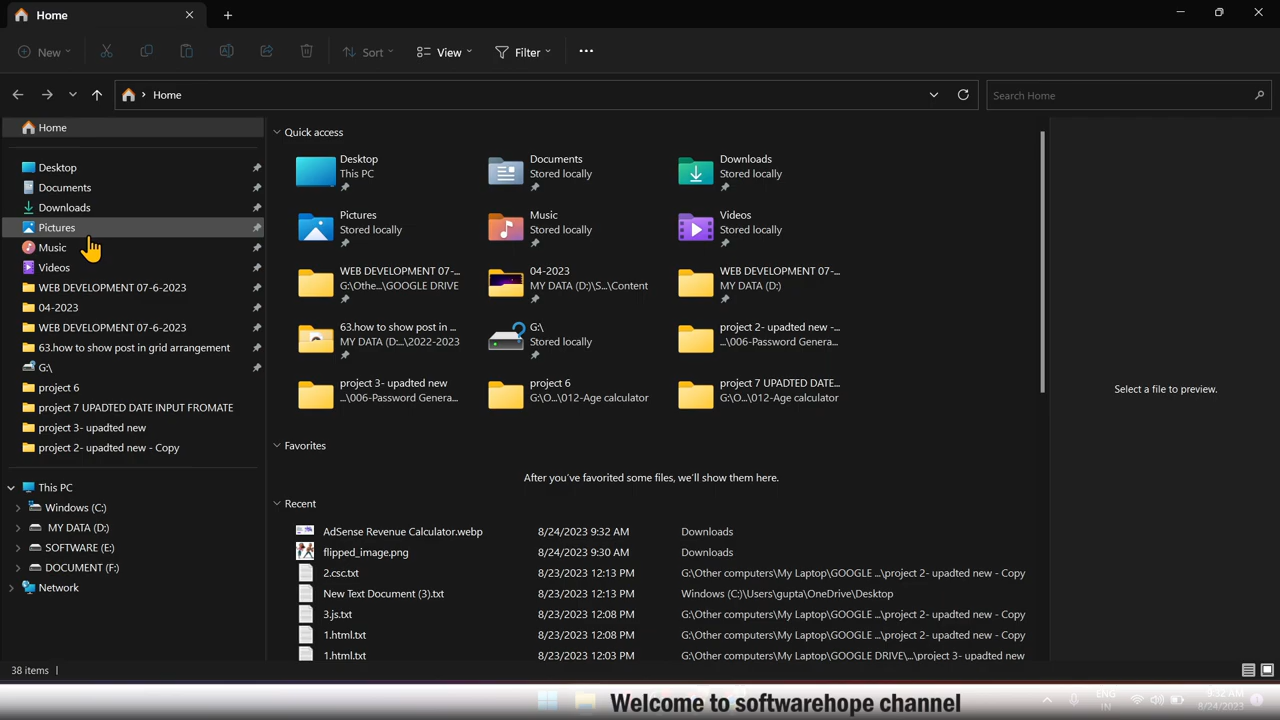 Home
New
Sort
View
Filter
Home
Search Home
Home
Desktop
Documents
Downloads
Pictures
Music
Videos
WEB DEVELOPMENT 07-6-2023
04-2023
WEB DEVELOPMENT 07-6-2023
63.how to show post in grid arrangement
G:\
project 6
project 7 UPADTED DATE INPUT FROMATE
project 3- upadted new
project 2- upadted new - Copy
This PC
Windows (C:)
MY DATA (D:)
SOFTWARE (E:)
DOCUMENT (F:)
Network
Quick access
Desktop
This PC
Documents
Stored locally
Downloads
Stored locally
Pictures
Stored locally
Music
Stored locally
Videos
Stored locally
WEB DEVELOPMENT 07-...
G:\Othe...\GOOGLE DRIVE
04-2023
MY DATA (D:)\S...\Content
WEB DEVELOPMENT 07-...
MY DATA (D:)
63.how to show post in ...
MY DATA (D:...\2022-2023
G:\
Stored locally
project 2- upadted new -...
...\006-Password Genera...
project 3- upadted new
...\006-Password Genera...
project 6
G:\O...\012-Age calculator
project 7 UPADTED DATE...
G:\O...\012-Age calculator
Favorites
After you've favorited some files, we'll show them here.
Recent
AdSense Revenue Calculator.webp 8/24/2023 9:32 AM Downloads
flipped_image.png 8/24/2023 9:30 AM Downloads
2.csc.txt 8/23/2023 12:13 PM G:\Other computers\My Laptop\GOOGLE ...\project 2- upadted new - Copy
New Text Document (3).txt 8/23/2023 12:13 PM Windows (C:)\Users\gupta\OneDrive\Desktop
3.js.txt 8/23/2023 12:08 PM G:\Other computers\My Laptop\GOOGLE ...\project 2- upadted new - Copy
1.html.txt 8/23/2023 12:08 PM G:\Other computers\My Laptop\GOOGLE ...\project 2- upadted new - Copy
1.html.txt 8/23/2023 12:03 PM G:\Other computers\My Laptop\GOOGLE DRIVE\...\project 3- upadted new
Select a file to preview.
38 items
Welcome to softwarehope channel
ENG
IN
9:32 AM
8/24/2023